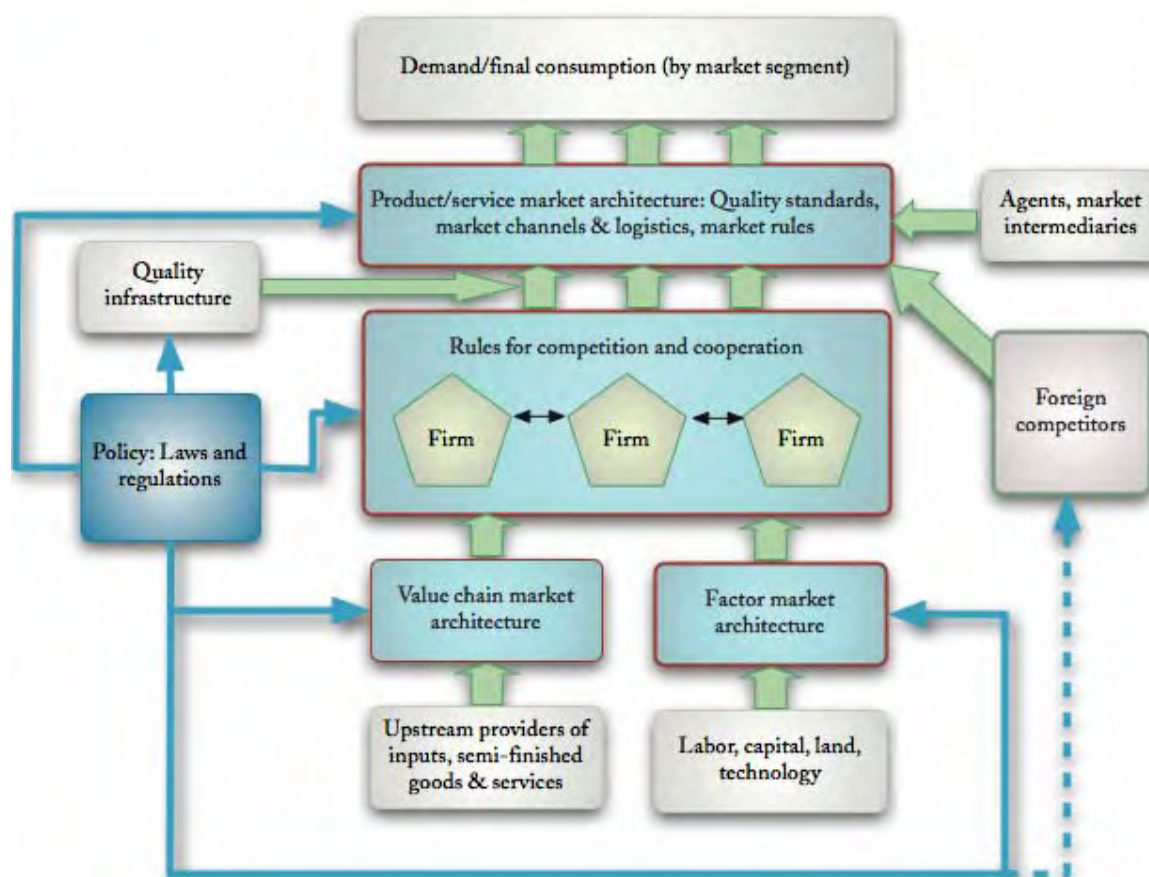 Demand/final consumption (by market segment)
Product/service market architecture: Quality standards,
market channels & logistics, market rules
Agents, market
intermediaries
Quality
infrastructure
Rules for competition and cooperation
Firm
Firm
Firm
Foreign
competitors
Policy: Laws and
regulations
Value chain market
architecture
Factor market
architecture
Upstream providers of
inputs, semi-finished
goods & services
Labor, capital, land,
technology